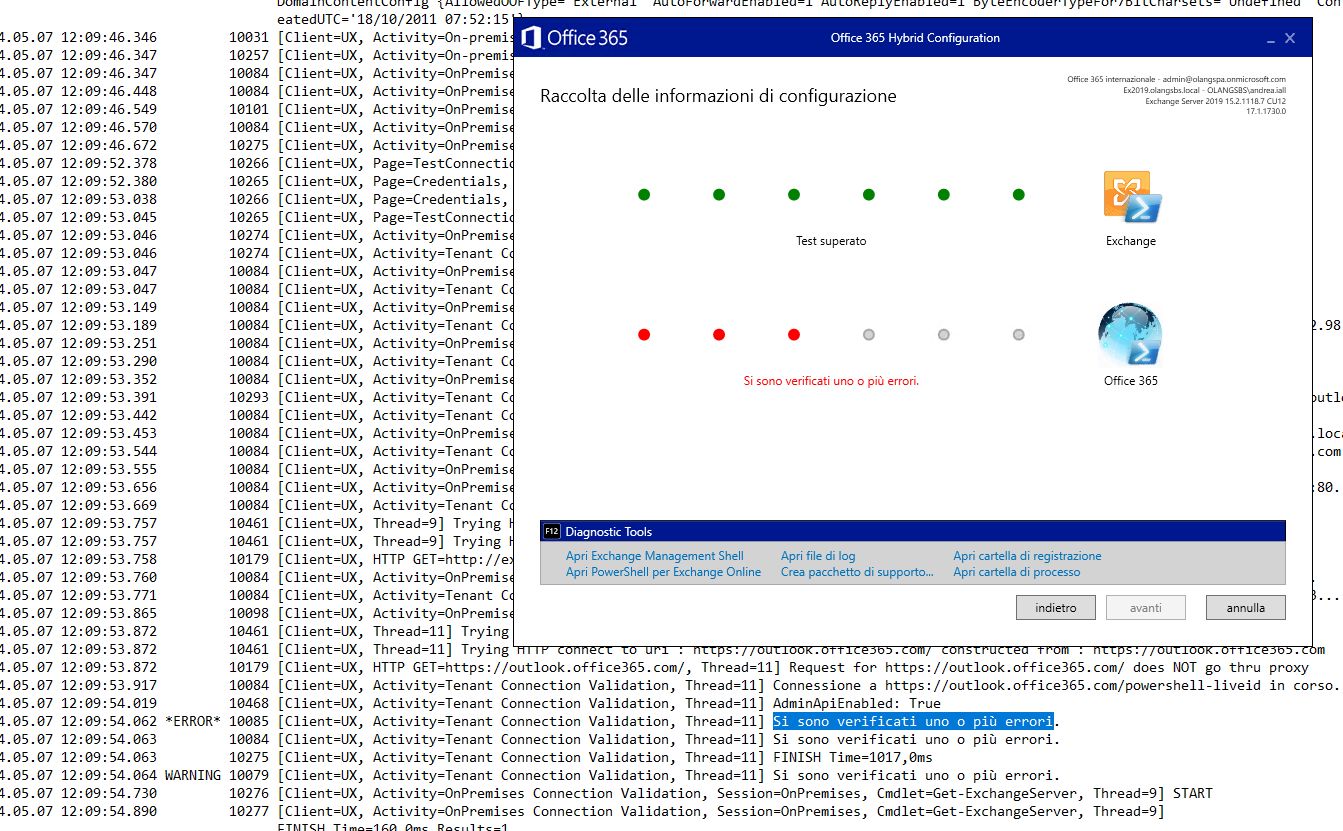 DomainContentConfig {AllowedOOFType='External' AutoForwardEnabled=1 AutoReplyEnabled=1 ByteEncoderTypeFor7BitCharsets='Undefined' Con
eatedUTC='18/10/2011 07:52:15'}
4.05.07 12:09:46.346 10031 [Client=UX, Activity=On-premis
4.05.07 12:09:46.347 10257 [Client=UX, Activity=On-premis
4.05.07 12:09:46.347 10084 [Client=UX, Activity=OnPremise
4.05.07 12:09:46.448 10084 [Client=UX, Activity=OnPremise
4.05.07 12:09:46.549 10101 [Client=UX, Activity=OnPremise
4.05.07 12:09:46.570 10084 [Client=UX, Activity=OnPremise
4.05.07 12:09:46.672 10275 [Client=UX, Activity=OnPremise
4.05.07 12:09:52.378 10266 [Client=UX, Page=TestConnectio
4.05.07 12:09:52.380 10265 [Client=UX, Page=Credentials,
4.05.07 12:09:53.038 10266 [Client=UX, Page=Credentials,
4.05.07 12:09:53.045 10265 [Client=UX, Page=TestConnectio
4.05.07 12:09:53.046 10274 [Client=UX, Activity=OnPremise
4.05.07 12:09:53.046 10274 [Client=UX, Activity=Tenant Co
4.05.07 12:09:53.047 10084 [Client=UX, Activity=OnPremise
4.05.07 12:09:53.047 10084 [Client=UX, Activity=Tenant Co
4.05.07 12:09:53.149 10084 [Client=UX, Activity=OnPremise
4.05.07 12:09:53.189 10084 [Client=UX, Activity=Tenant Co 2.98
4.05.07 12:09:53.251 10084 [Client=UX, Activity=OnPremise
4.05.07 12:09:53.290 10084 [Client=UX, Activity=Tenant Co
4.05.07 12:09:53.352 10084 [Client=UX, Activity=OnPremise
4.05.07 12:09:53.391 10293 [Client=UX, Activity=Tenant Co outlo
4.05.07 12:09:53.442 10084 [Client=UX, Activity=Tenant Co
4.05.07 12:09:53.453 10084 [Client=UX, Activity=OnPremise .loca
4.05.07 12:09:53.544 10084 [Client=UX, Activity=Tenant Co .com
4.05.07 12:09:53.555 10084 [Client=UX, Activity=OnPremise
4.05.07 12:09:53.656 10084 [Client=UX, Activity=OnPremise :80.
4.05.07 12:09:53.669 10084 [Client=UX, Activity=Tenant Co
4.05.07 12:09:53.757 10461 [Client=UX, Thread=9] Trying H
4.05.07 12:09:53.757 10461 [Client=UX, Thread=9] Trying H
4.05.07 12:09:53.758 10179 [Client=UX, HTTP GET=http://ex
4.05.07 12:09:53.760 10084 [Client=UX, Activity=OnPremise
4.05.07 12:09:53.771 10084 [Client=UX, Activity=Tenant Co
4.05.07 12:09:53.865 10098 [Client=UX, Activity=OnPremise
4.05.07 12:09:53.872 10461 [Client=UX, Thread=11] Trying
4.05.07 12:09:53.872 10461 [Client=UX, Thread=11] Trying HTTP connect to uri : https://outlook.office365.com/ constructed from : https://outlook.office365.com
4.05.07 12:09:53.872 10179 [Client=UX, HTTP GET=https://outlook.office365.com/, Thread=11] Request for https://outlook.office365.com/ does NOT go thru proxy
4.05.07 12:09:53.917 10084 [Client=UX, Activity=Tenant Connection Validation, Thread=11] Connessione a https://outlook.office365.com/powershell-liveid in corso.
4.05.07 12:09:54.019 10468 [Client=UX, Activity=Tenant Connection Validation, Thread=11] AdminApiEnabled: True
4.05.07 12:09:54.062 *ERROR* 10085 [Client=UX, Activity=Tenant Connection Validation, Thread=11] Si sono verificati uno o più errori.
4.05.07 12:09:54.063 10084 [Client=UX, Activity=Tenant Connection Validation, Thread=11] Si sono verificati uno o più errori.
4.05.07 12:09:54.063 10275 [Client=UX, Activity=Tenant Connection Validation, Thread=11] FINISH Time=1017,0ms
4.05.07 12:09:54.064 WARNING 10079 [Client=UX, Activity=Tenant Connection Validation, Thread=11] Si sono verificati uno o più errori.
4.05.07 12:09:54.730 10276 [Client=UX, Activity=OnPremises Connection Validation, Session=OnPremises, Cmdlet=Get-ExchangeServer, Thread=9] START
4.05.07 12:09:54.890 10277 [Client=UX, Activity=OnPremises Connection Validation, Session=OnPremises, Cmdlet=Get-ExchangeServer, Thread=9]
FINISH Time=160,0ms Results=1
Office 365
Office 365 Hybrid Configuration
Office 365 internazionale - admin@olangspa.onmicrosoft.com
Ex2019.olangsbs.local - OLANGSBS\andrea.iall
Exchange Server 2019 15.2.1118.7 CU12
17.1.1730.0
Raccolta delle informazioni di configurazione
Test superato
Exchange
Si sono verificati uno o più errori.
Office 365
F12 Diagnostic Tools
Apri Exchange Management Shell Apri file di log Apri cartella di registrazione
Apri PowerShell per Exchange Online Crea pacchetto di supporto... Apri cartella di processo
indietro avanti annulla